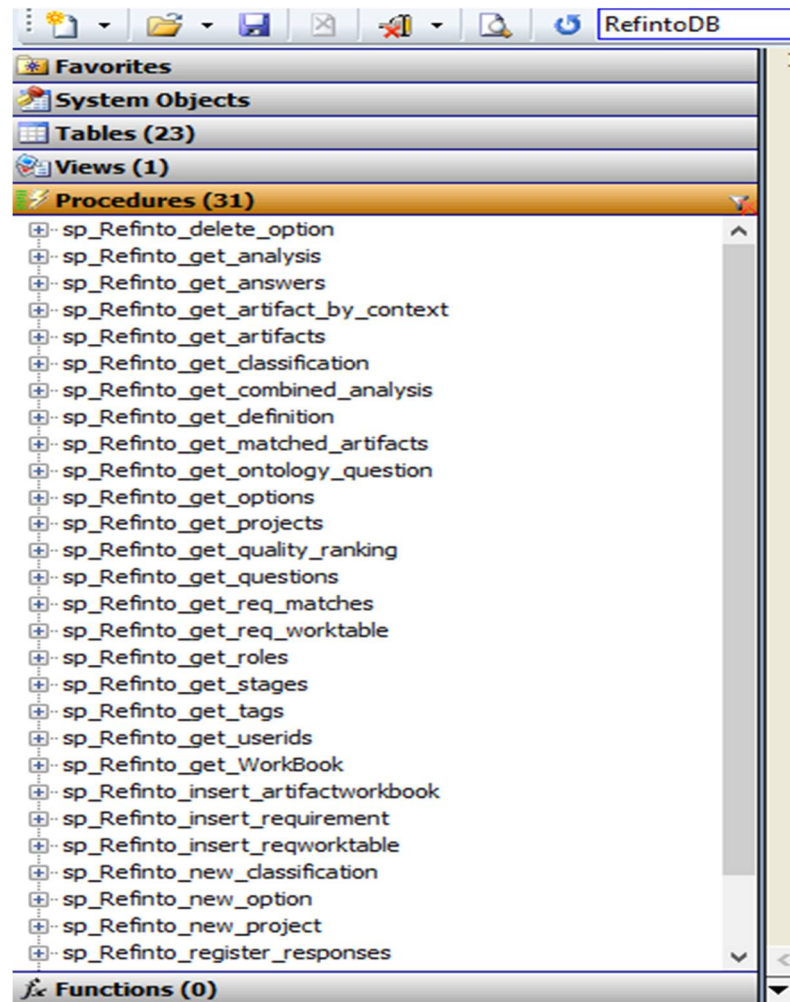 RefintoDB
Favorites
System Objects
Tables (23)
Views (1)
Procedures (31)
sp_Refinto_delete_option
sp_Refinto_get_analysis
sp_Refinto_get_answers
sp_Refinto_get_artifact_by_context
sp_Refinto_get_artifacts
sp_Refinto_get_classification
sp_Refinto_get_combined_analysis
sp_Refinto_get_definition
sp_Refinto_get_matched_artifacts
sp_Refinto_get_ontology_question
sp_Refinto_get_options
sp_Refinto_get_projects
sp_Refinto_get_quality_ranking
sp_Refinto_get_questions
sp_Refinto_get_req_matches
sp_Refinto_get_req_worktable
sp_Refinto_get_roles
sp_Refinto_get_stages
sp_Refinto_get_tags
sp_Refinto_get_userids
sp_Refinto_get_WorkBook
sp_Refinto_insert_artifactworkbook
sp_Refinto_insert_requirement
sp_Refinto_insert_reqworktable
sp_Refinto_new_classification
sp_Refinto_new_option
sp_Refinto_new_project
sp_Refinto_register_responses
Functions (0)